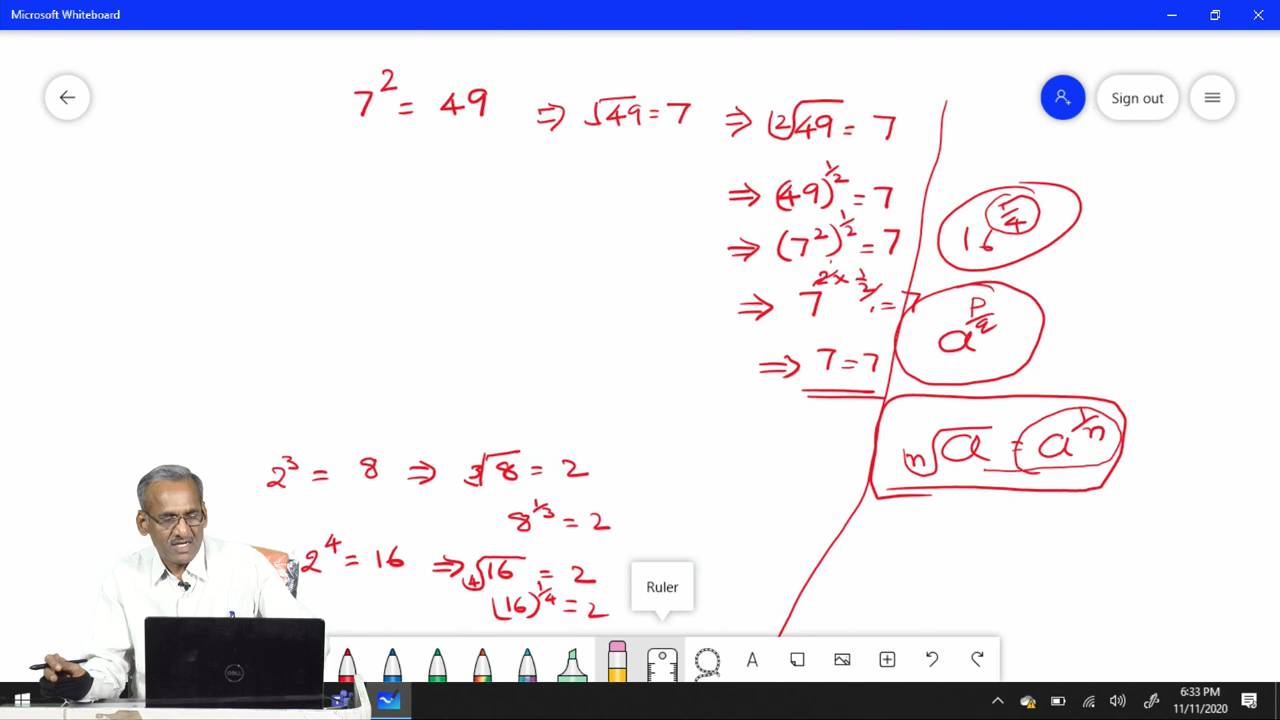 Microsoft Whiteboard
7² = 49 ⇒ √49 = 7 ⇒ ²√49 = 7
Sign out
⇒ (49)^1/2 = 7
⇒ (7²)^1/2 = 7
⇒ 7^2×1/2 = 7
⇒ 7 = 7
16^1/4
a^p/q
ⁿ√a = a^1/n
2³ = 8 ⇒ ³√8 = 2
8^1/3 = 2
2⁴ = 16 ⇒ ⁴√16 = 2
(16)^1/4 = 2
Ruler
A
DELL
6:33 PM
11/11/2020